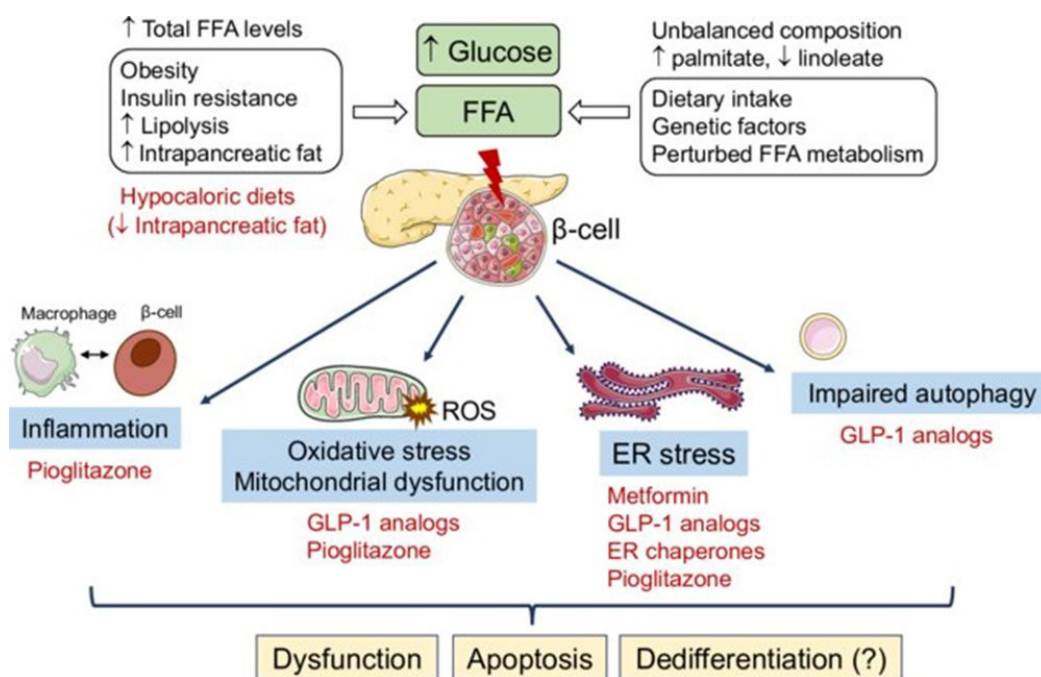 ↑ Total FFA levels
Obesity
Insulin resistance
↑ Lipolysis
↑ Intrapancreatic fat
Hypocaloric diets
(↓ Intrapancreatic fat)
↑ Glucose
FFA
Unbalanced composition
↑ palmitate, ↓ linoleate
Dietary intake
Genetic factors
Perturbed FFA metabolism
β-cell
Macrophage
β-cell
Inflammation
Pioglitazone
ROS
Oxidative stress
Mitochondrial dysfunction
GLP-1 analogs
Pioglitazone
ER stress
Metformin
GLP-1 analogs
ER chaperones
Pioglitazone
Impaired autophagy
GLP-1 analogs
Dysfunction
Apoptosis
Dedifferentiation (?)